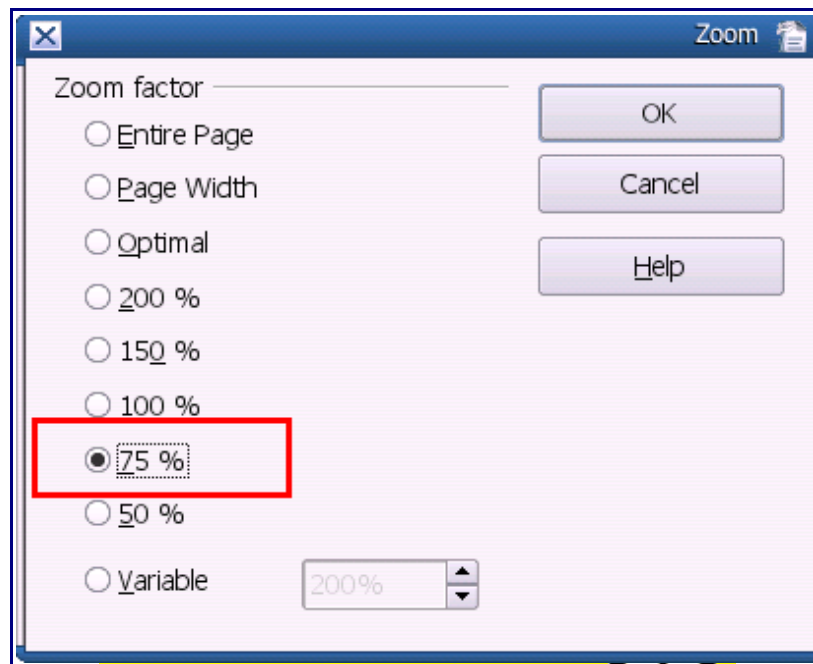 Zoom
Zoom factor
Entire Page
Page Width
Optimal
200 %
150 %
100 %
75 %
50 %
Variable
200%
OK
Cancel
Help